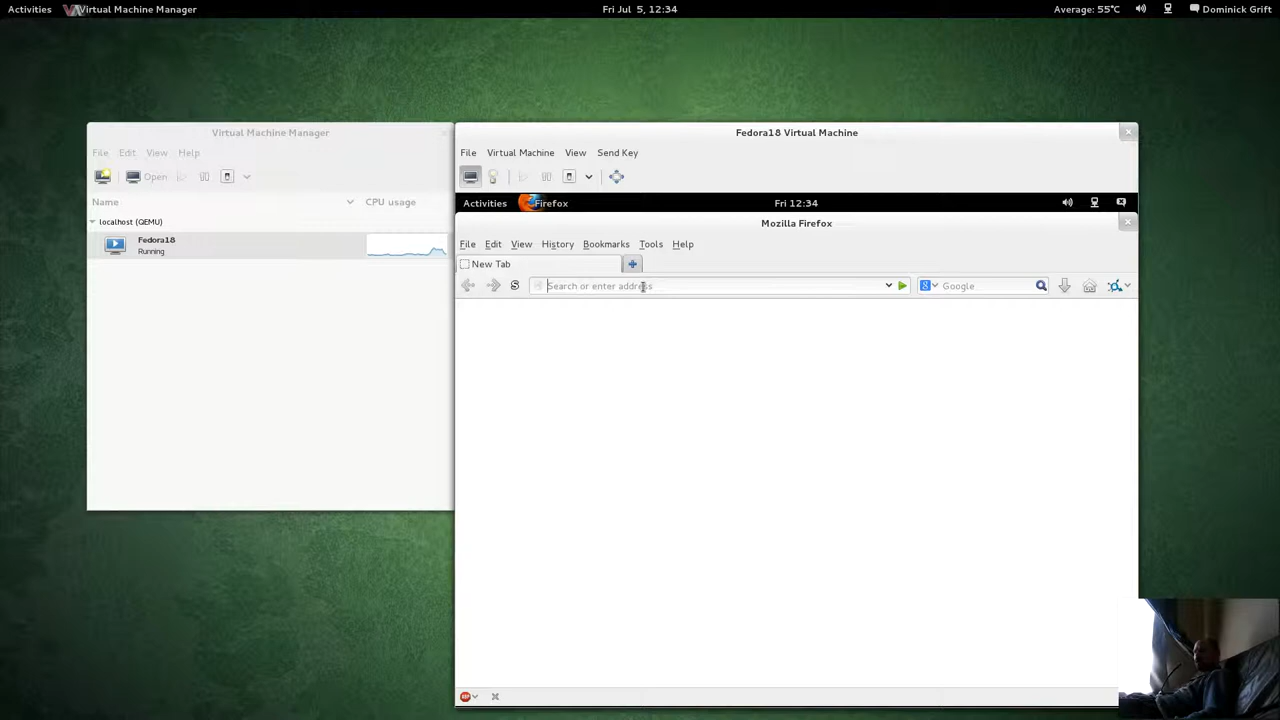 Activities Virtual Machine Manager Fri Jul 5, 12:34 Average: 55°C Dominick Grift
Virtual Machine Manager
File Edit View Help
Open
Name CPU usage
localhost (QEMU)
Fedora18
Running
Fedora18 Virtual Machine
File Virtual Machine View Send Key
Activities Firefox Fri 12:34
Mozilla Firefox
File Edit View History Bookmarks Tools Help
New Tab
S Search or enter address Google
ABP